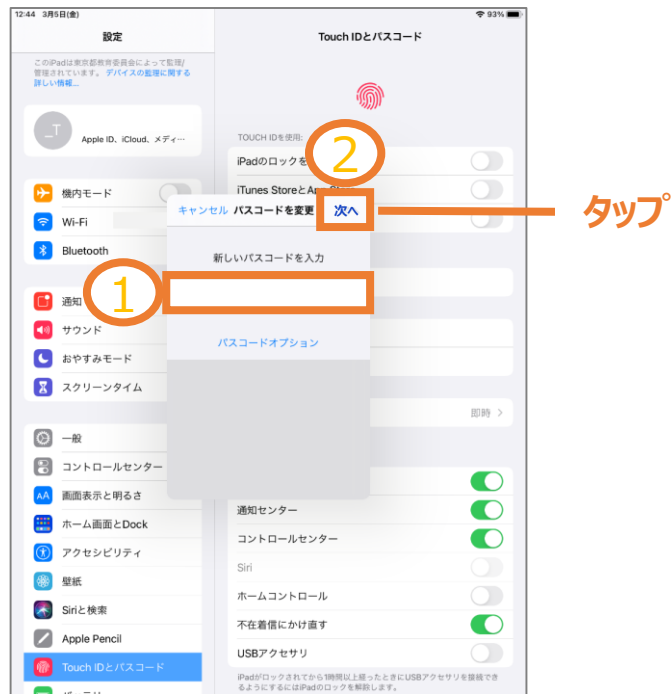 12:44 3月5日(金)
93%
設定
このiPadは東京都教育委員会によって監理/
管理されています。デバイスの監理に関する
詳しい情報...
_T
Apple ID、iCloud、メディ…
機内モード
Wi-Fi
Bluetooth
通知
サウンド
おやすみモード
スクリーンタイム
一般
コントロールセンター
AA 画面表示と明るさ
ホーム画面とDock
アクセシビリティ
壁紙
Siriと検索
Apple Pencil
Touch IDとパスコード
Touch IDとパスコード
TOUCH IDを使用:
iPadのロックを
iTunes StoreとApp
2
キャンセル パスコードを変更 次へ
タップ
新しいパスコードを入力
1
パスコードオプション
即時 >
通知センター
コントロールセンター
Siri
ホームコントロール
不在着信にかけ直す
USBアクセサリ
iPadがロックされてから1時間以上経ったときにUSBアクセサリを接続でき
るようにするにはiPadのロックを解除します。